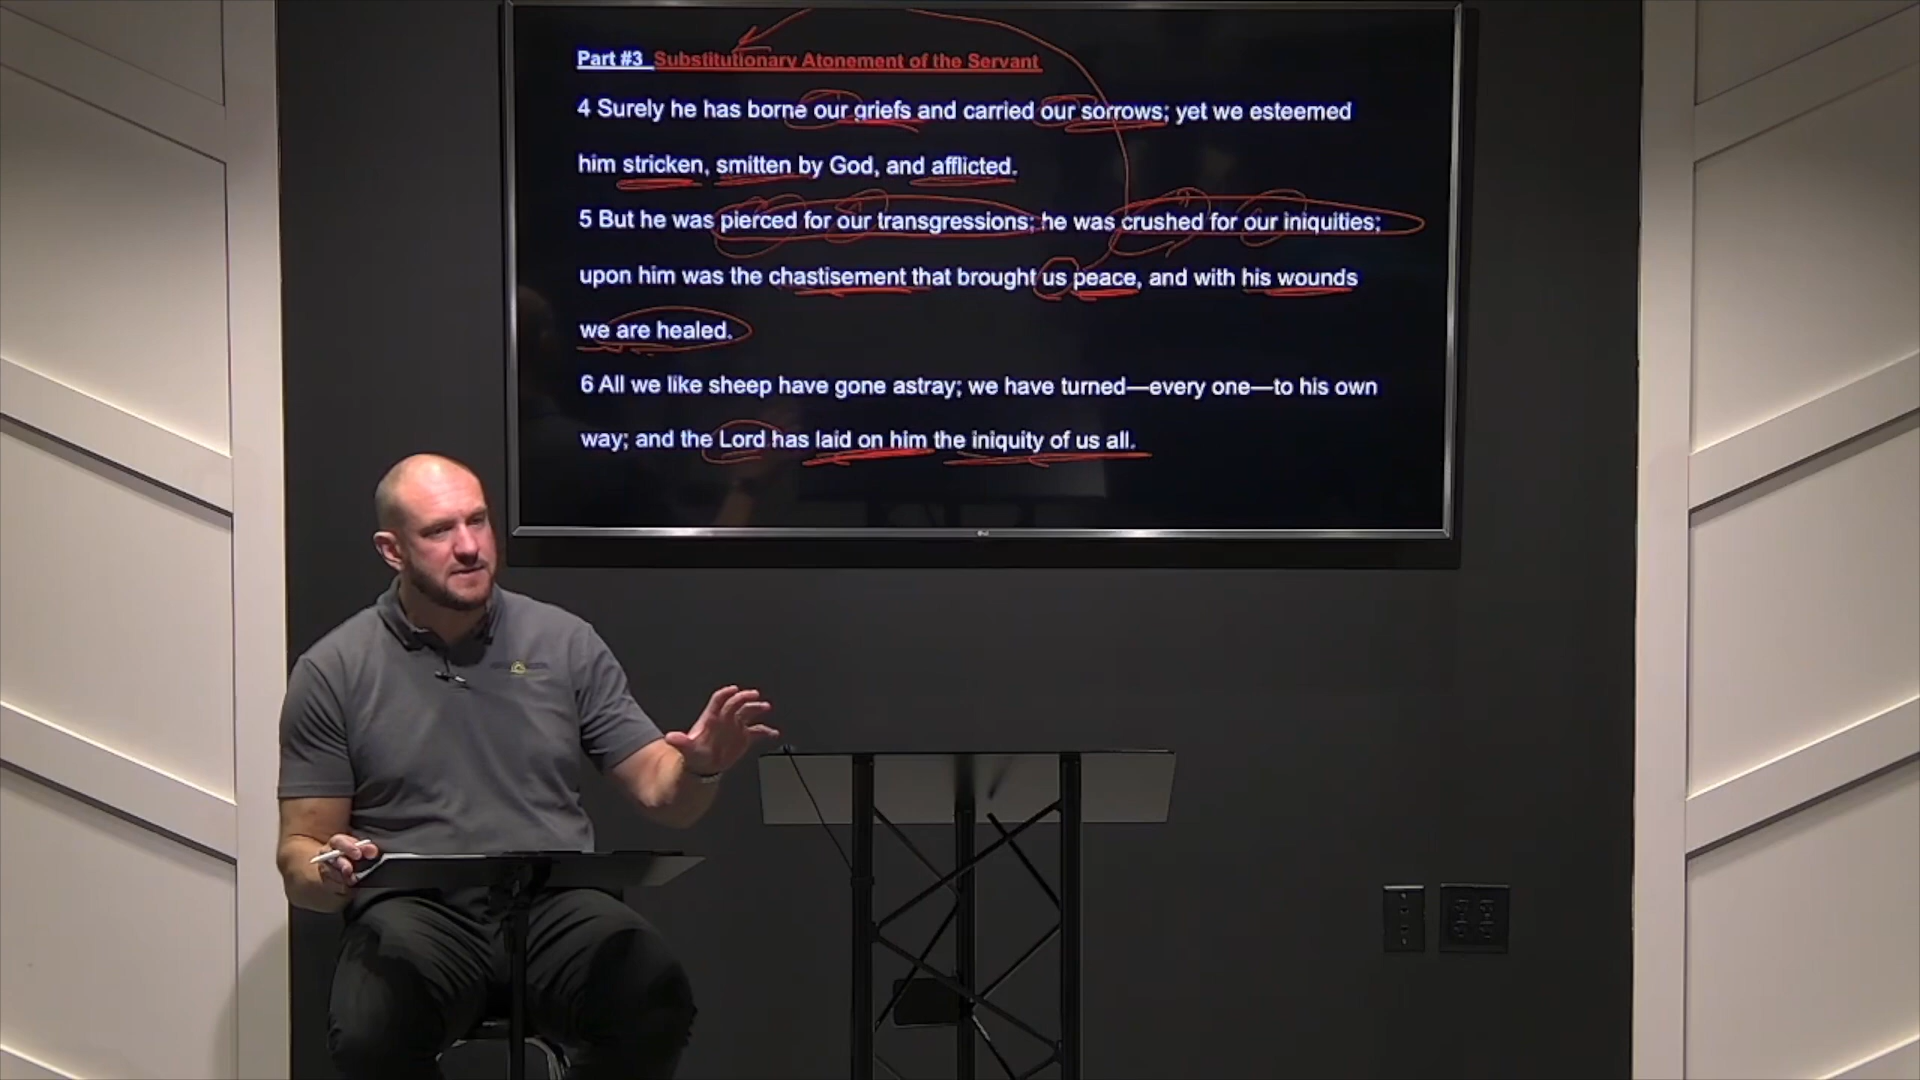 Part #3 Substitutionary Atonement of the Servant
4 Surely he has borne our griefs and carried our sorrows; yet we esteemed
him stricken, smitten by God, and afflicted.
5 But he was pierced for our transgressions; he was crushed for our iniquities;
upon him was the chastisement that brought us peace, and with his wounds
we are healed.
6 All we like sheep have gone astray; we have turned—every one—to his own
way; and the Lord has laid on him the iniquity of us all.